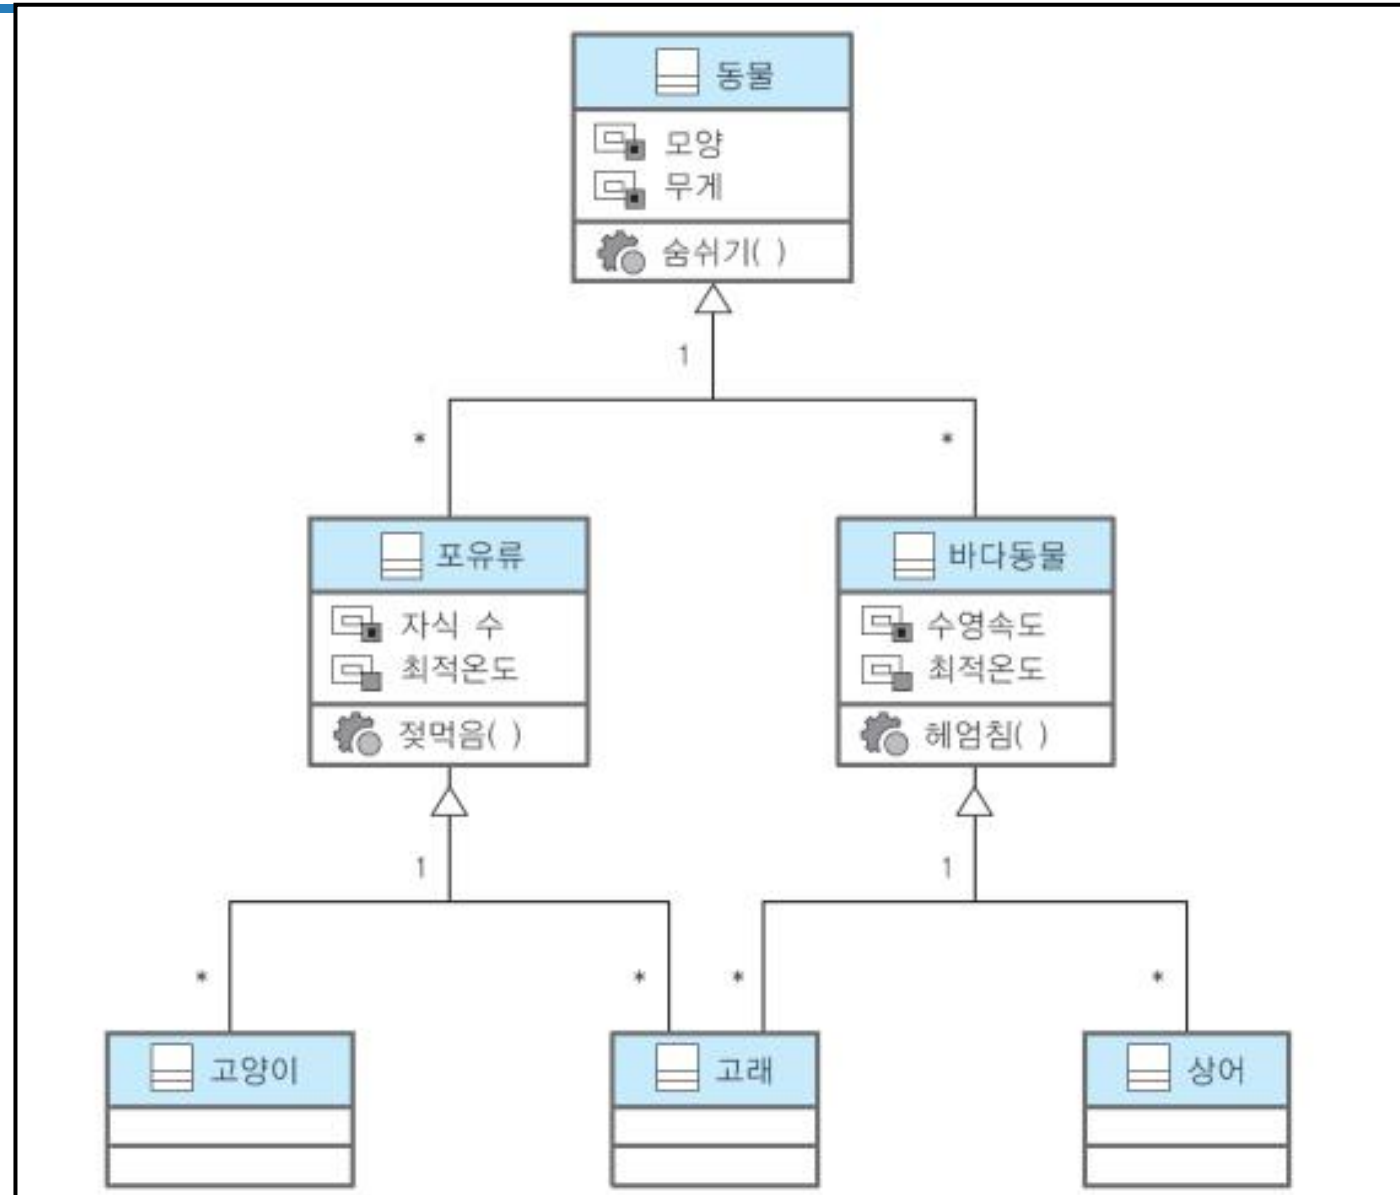 동물
모양
무게
숨쉬기( )
1
* *
포유류
자식 수
최적온도
젖먹음( )
바다동물
수영속도
최적온도
헤엄침( )
1 1
* * * *
고양이
고래
상어